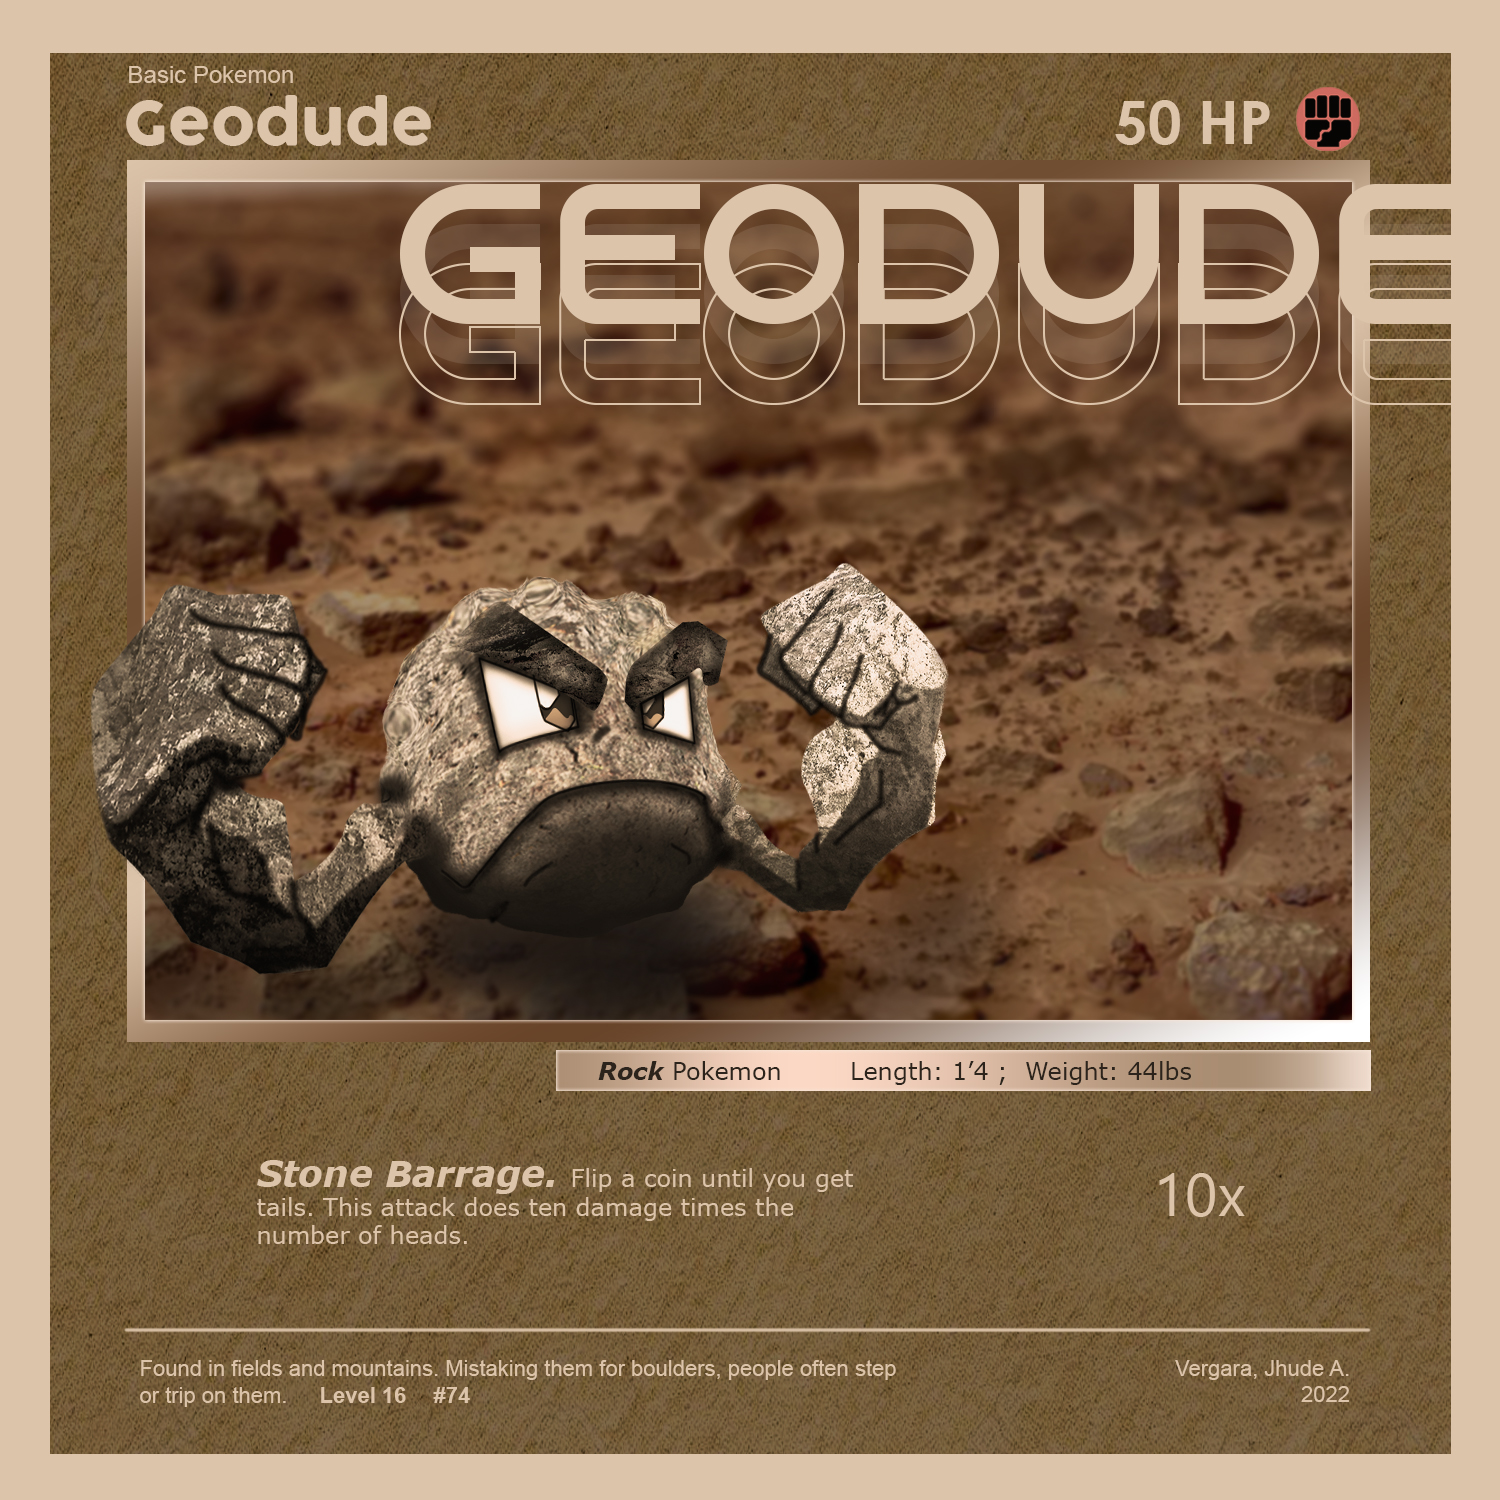 Basic Pokemon
Geodude
50 HP
GEODUDE
GEODUDE
Rock Pokemon Length: 1’4 ; Weight: 44lbs
Stone Barrage. Flip a coin until you get
tails. This attack does ten damage times the
number of heads.
10x
Found in fields and mountains. Mistaking them for boulders, people often step
or trip on them. Level 16 #74
Vergara, Jhude A.
2022